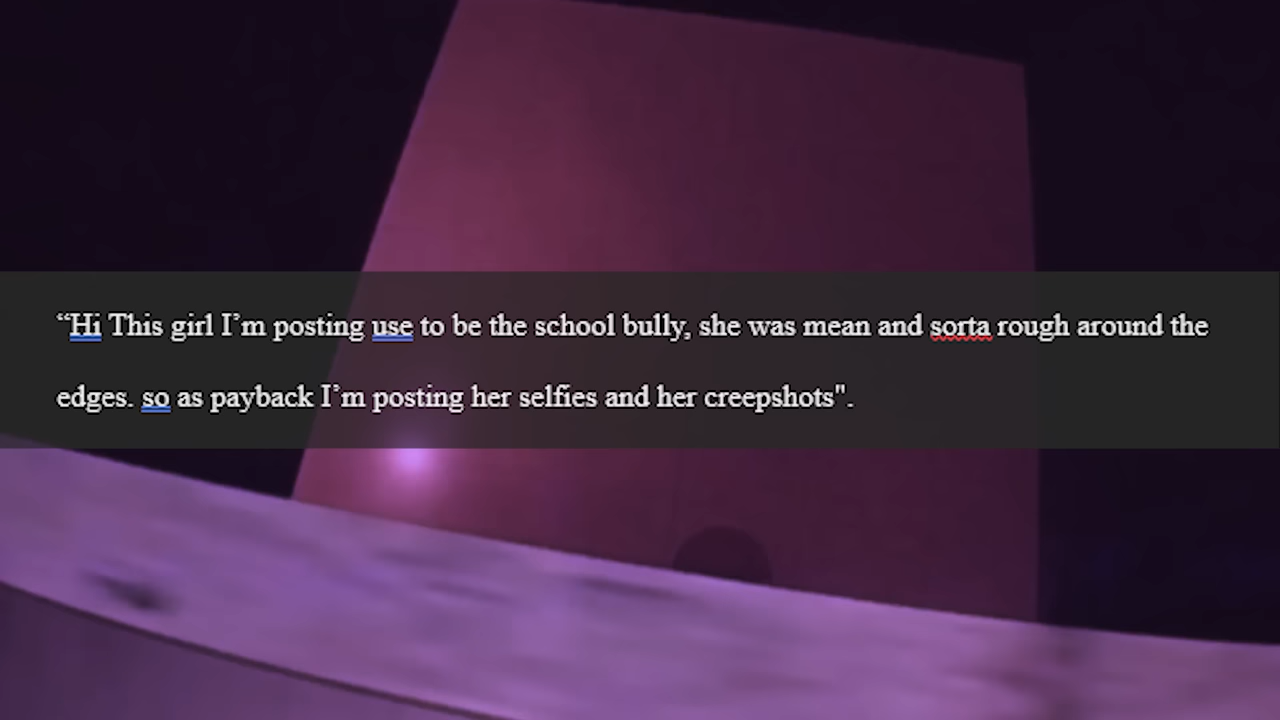 “Hi This girl I’m posting use to be the school bully, she was mean and sorta rough around the
edges. so as payback I’m posting her selfies and her creepshots".